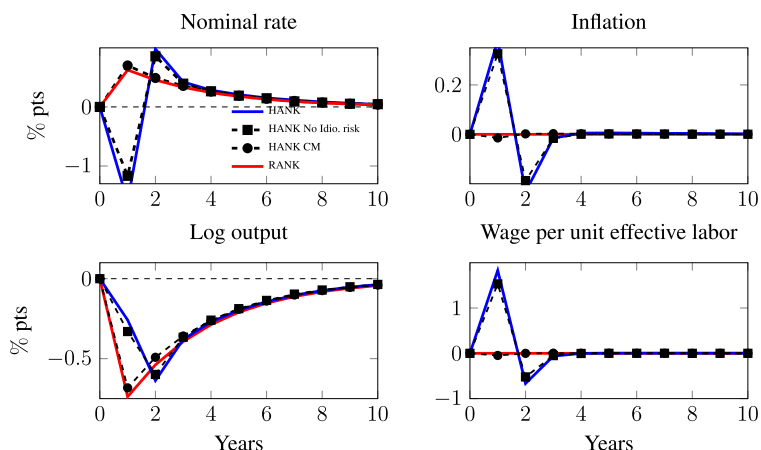 Nominal rate
Inflation
% pts
0
−1
0 2 4 6 8 10
HANK
HANK No Idio. risk
HANK CM
RANK
0.2
0
0 2 4 6 8 10
Log output
Wage per unit effective labor
% pts
0
−0.5
0 2 4 6 8 10
Years
1
0
−1
0 2 4 6 8 10
Years